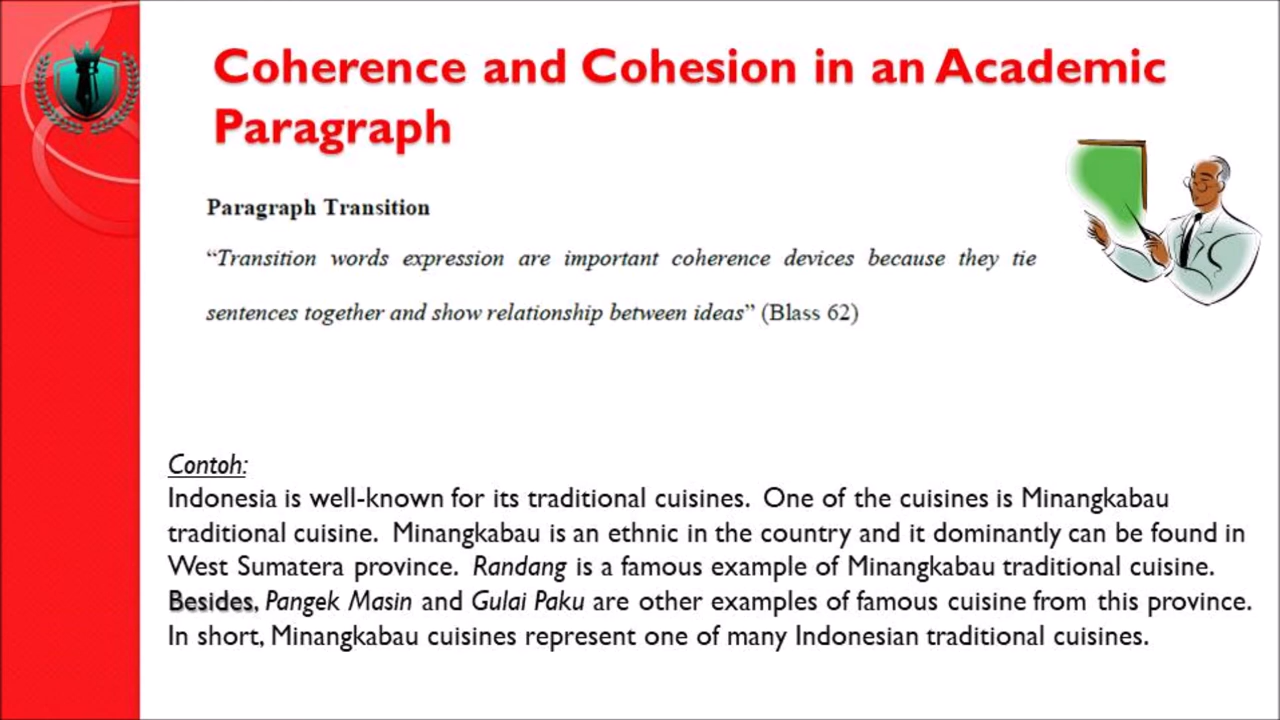 Coherence and Cohesion in an Academic
Paragraph
Paragraph Transition
“Transition words expression are important coherence devices because they tie
sentences together and show relationship between ideas” (Blass 62)
Contoh:
Indonesia is well-known for its traditional cuisines. One of the cuisines is Minangkabau
traditional cuisine. Minangkabau is an ethnic in the country and it dominantly can be found in
West Sumatera province. Randang is a famous example of Minangkabau traditional cuisine.
Besides, Pangek Masin and Gulai Paku are other examples of famous cuisine from this province.
In short, Minangkabau cuisines represent one of many Indonesian traditional cuisines.